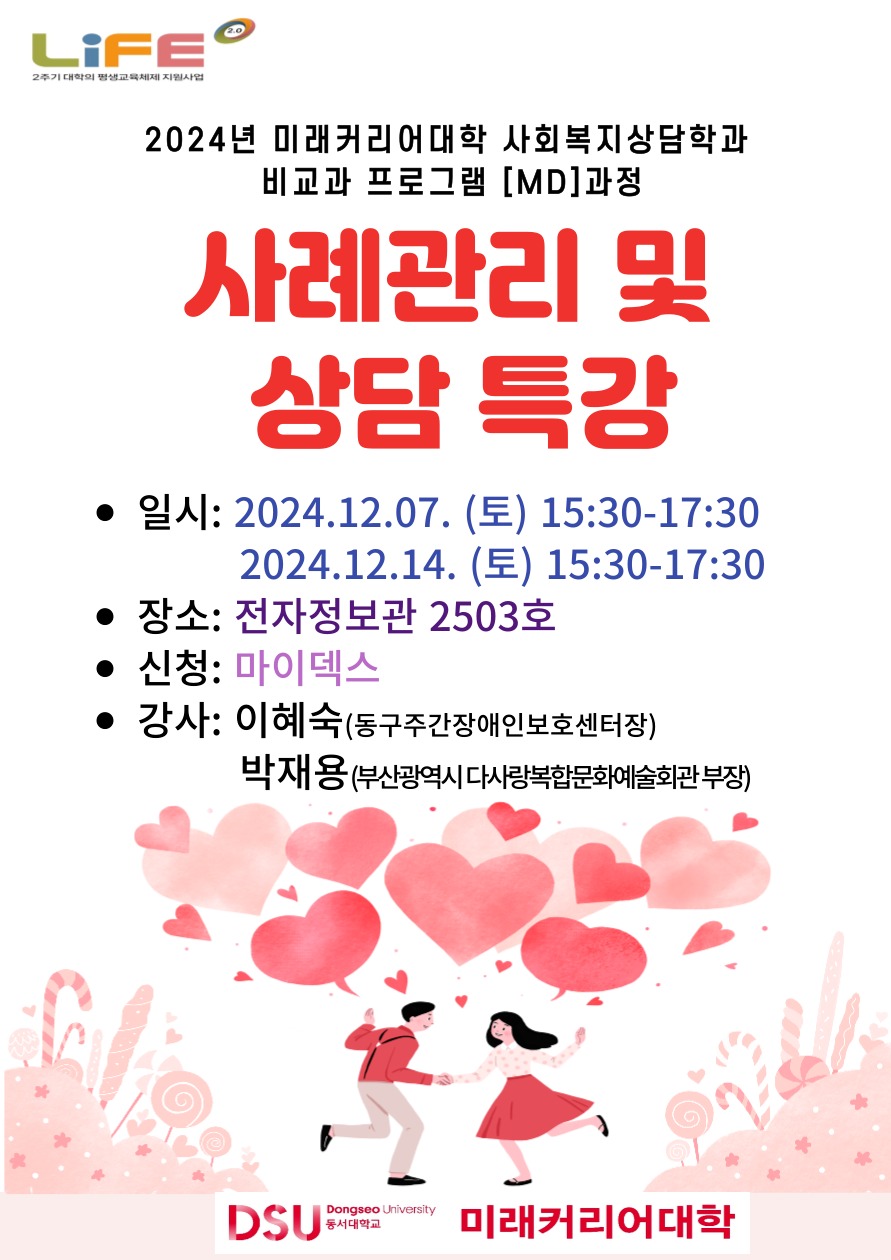 LiFE 2.0
2주기 대학의 평생교육체제 지원사업
2024년 미래커리어대학 사회복지상담학과
비교과 프로그램 [MD]과정
사례관리 및
상담 특강
• 일시: 2024.12.07. (토) 15:30-17:30
2024.12.14. (토) 15:30-17:30
• 장소: 전자정보관 2503호
• 신청: 마이덱스
• 강사: 이혜숙(동구주간장애인보호센터장)
박재용(부산광역시 다사랑복합문화예술회관 부장)
DSU Dongseo University
동서대학교
미래커리어대학